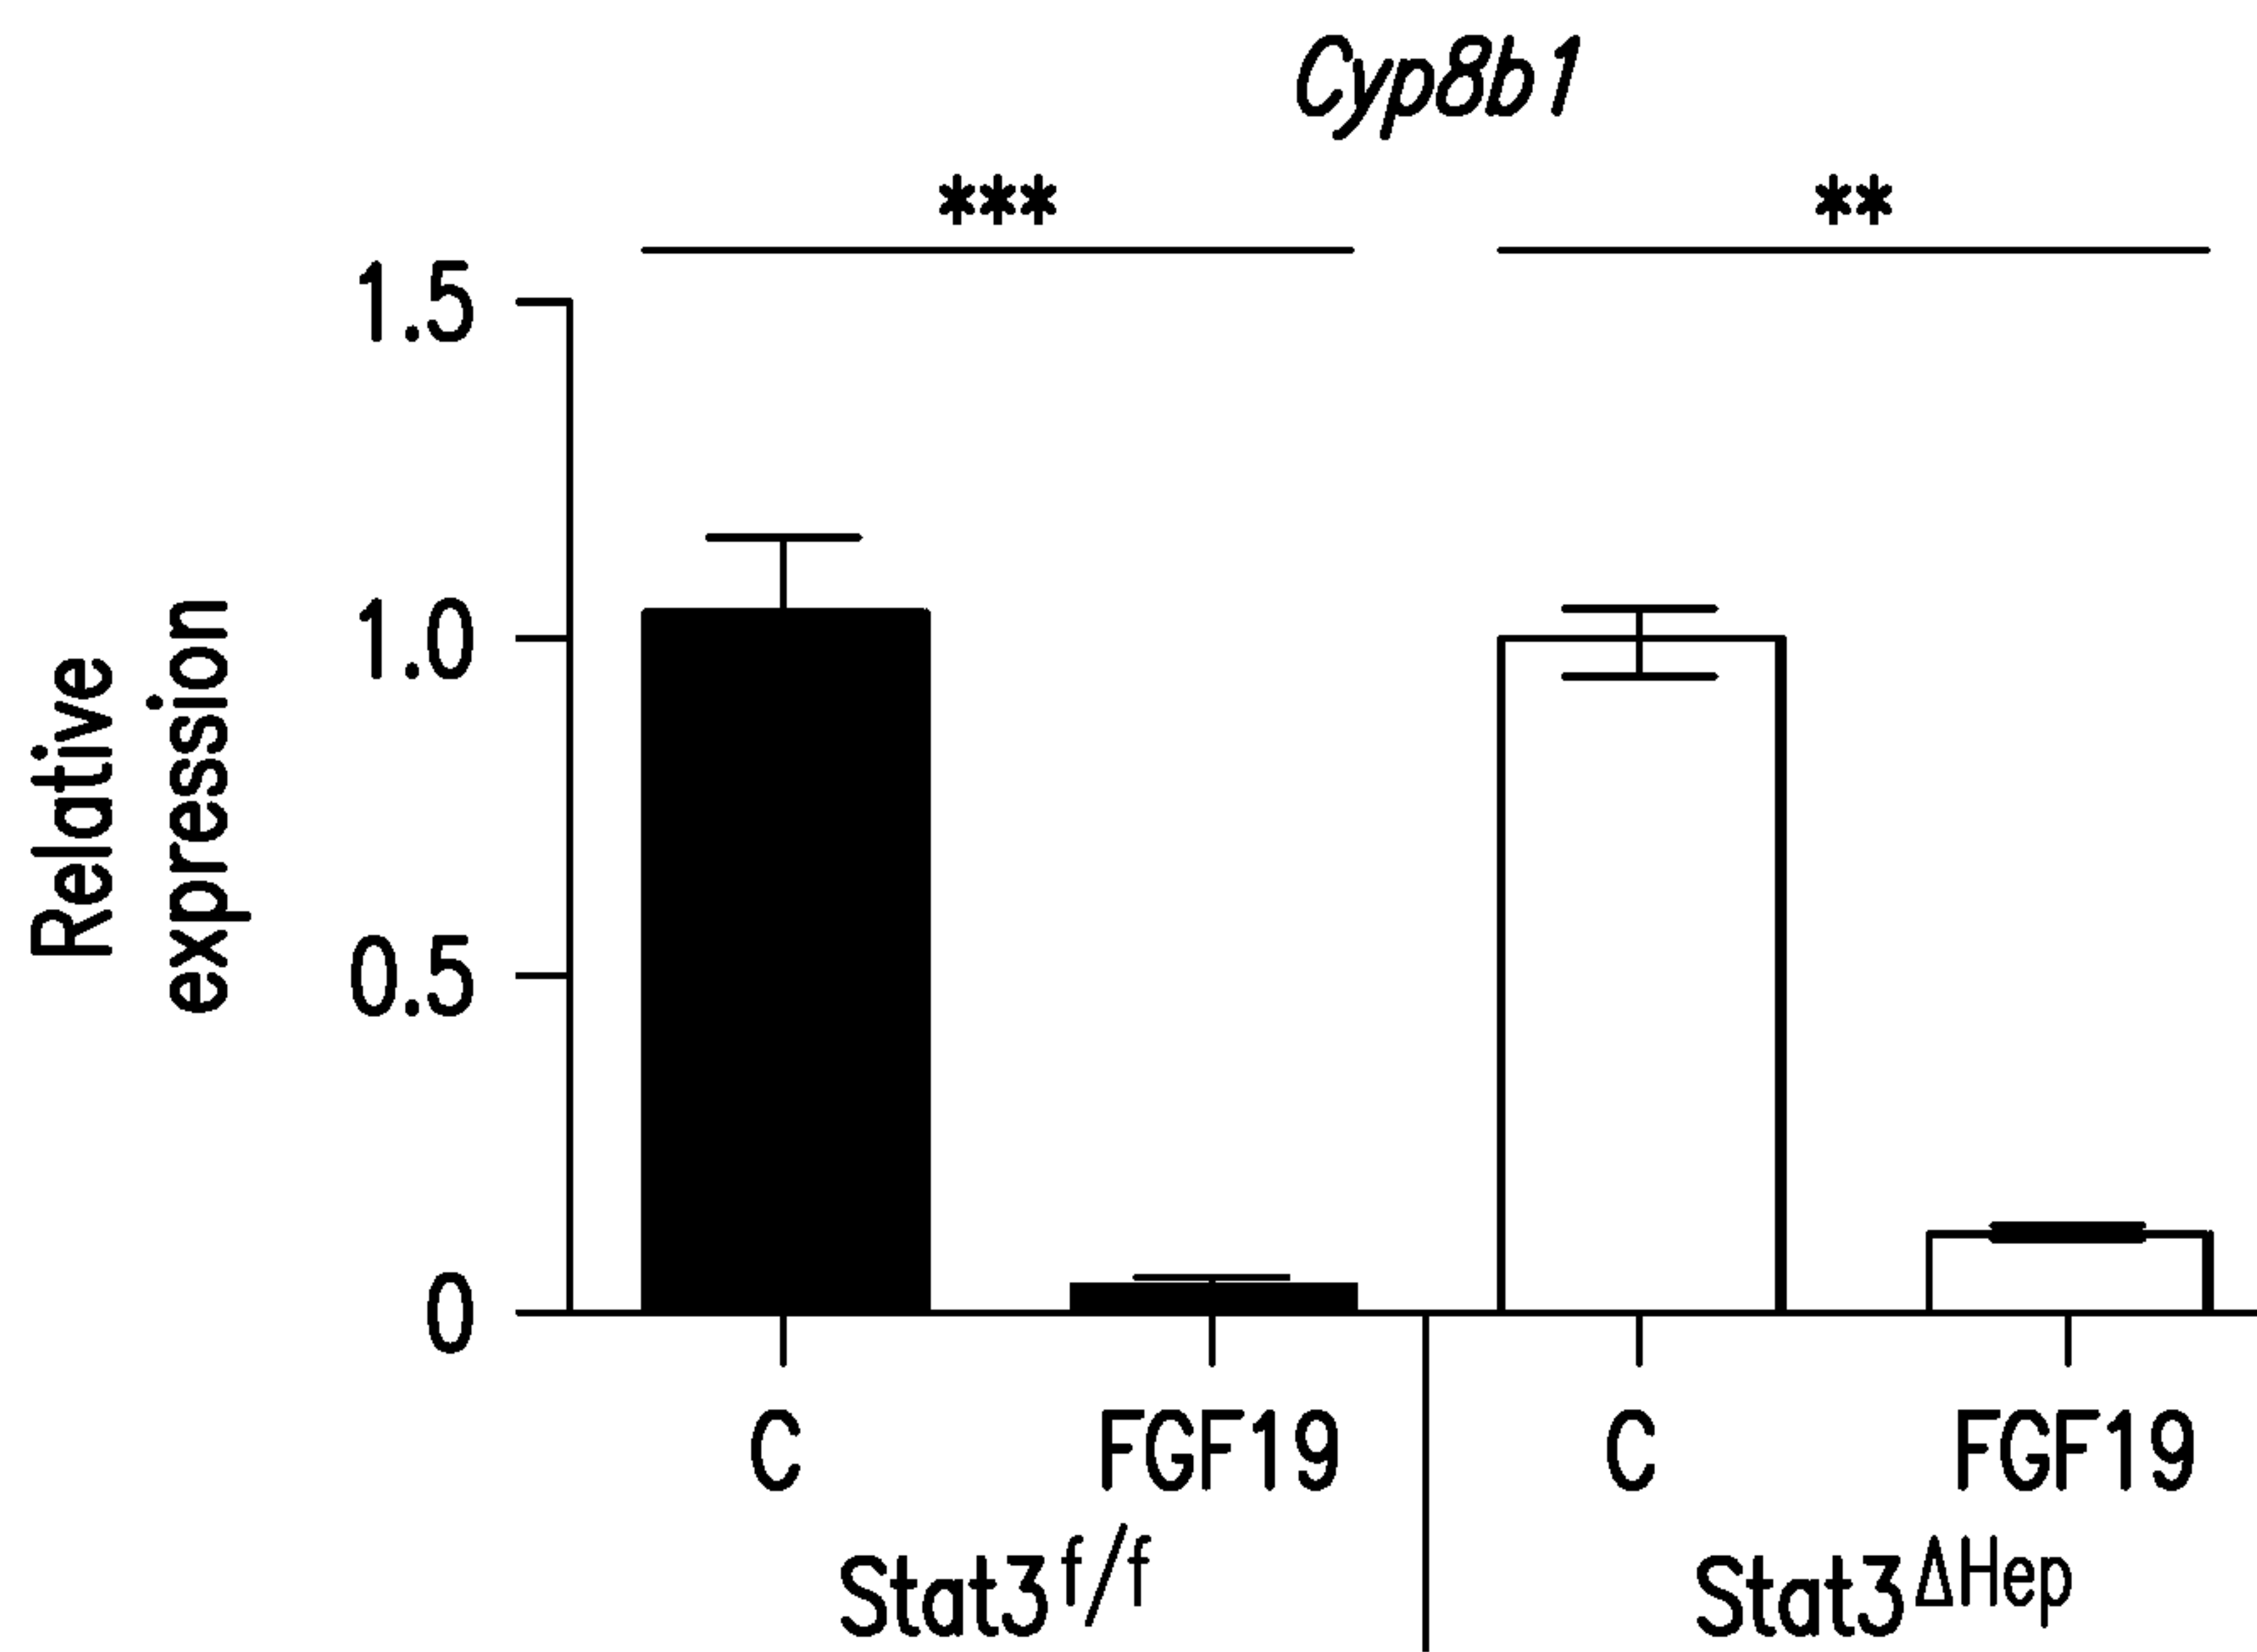 Cyp8b1
*** **
1.5
1.0
0.5
0
Relative
expression
C FGF19 C FGF19
Stat3f/f Stat3ΔHep